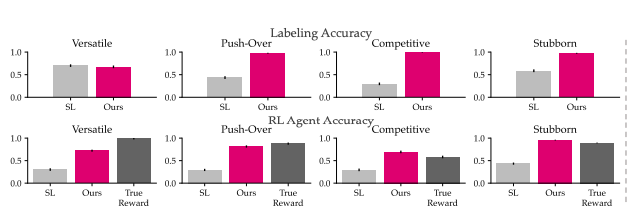 Labeling Accuracy
Versatile Push-Over Competitive Stubborn
1.0 1.0 1.0 1.0
0.5 0.5 0.5 0.5
0.0 0.0 0.0 0.0
SL Ours SL Ours SL Ours SL Ours
RL Agent Accuracy
Versatile Push-Over Competitive Stubborn
1.0 1.0 1.0 1.0
0.5 0.5 0.5 0.5
0.0 0.0 0.0 0.0
SL Ours True SL Ours True SL Ours True SL Ours True
Reward Reward Reward Reward